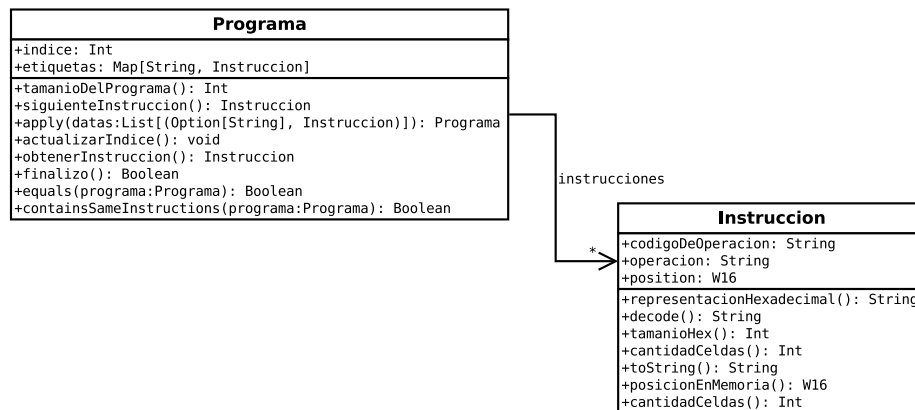 Programa
+indice: Int
+etiquetas: Map[String, Instruccion]
+tamanioDelPrograma(): Int
+siguienteInstruccion(): Instruccion
+apply(datas:List[(Option[String], Instruccion)]): Programa
+actualizarIndice(): void
+obtenerInstruccion(): Instruccion
+finalizo(): Boolean
+equals(programa:Programa): Boolean
+containsSameInstructions(programa:Programa): Boolean
instrucciones
*
Instruccion
+codigoDeOperacion: String
+operacion: String
+position: W16
+representacionHexadecimal(): String
+decode(): String
+tamanioHex(): Int
+cantidadCeldas(): Int
+toString(): String
+posicionEnMemoria(): W16
+cantidadCeldas(): Int